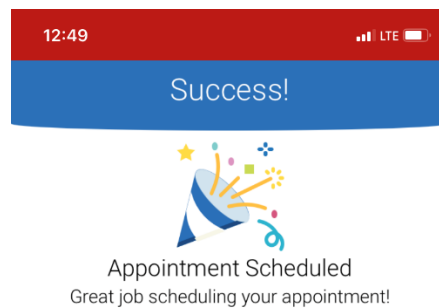 12:49 LTE
Success!
Appointment Scheduled
Great job scheduling your appointment!